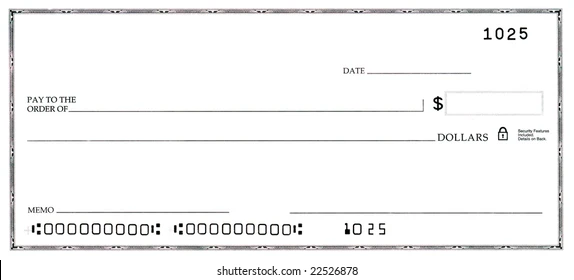 1025
DATE
PAY TO THE
ORDER OF
$
DOLLARS
Security Features
Included.
Details on Back.
MEMO
⑆000000000⑆ ⑆000000000⑆ 1025
shutterstock.com · 22526878